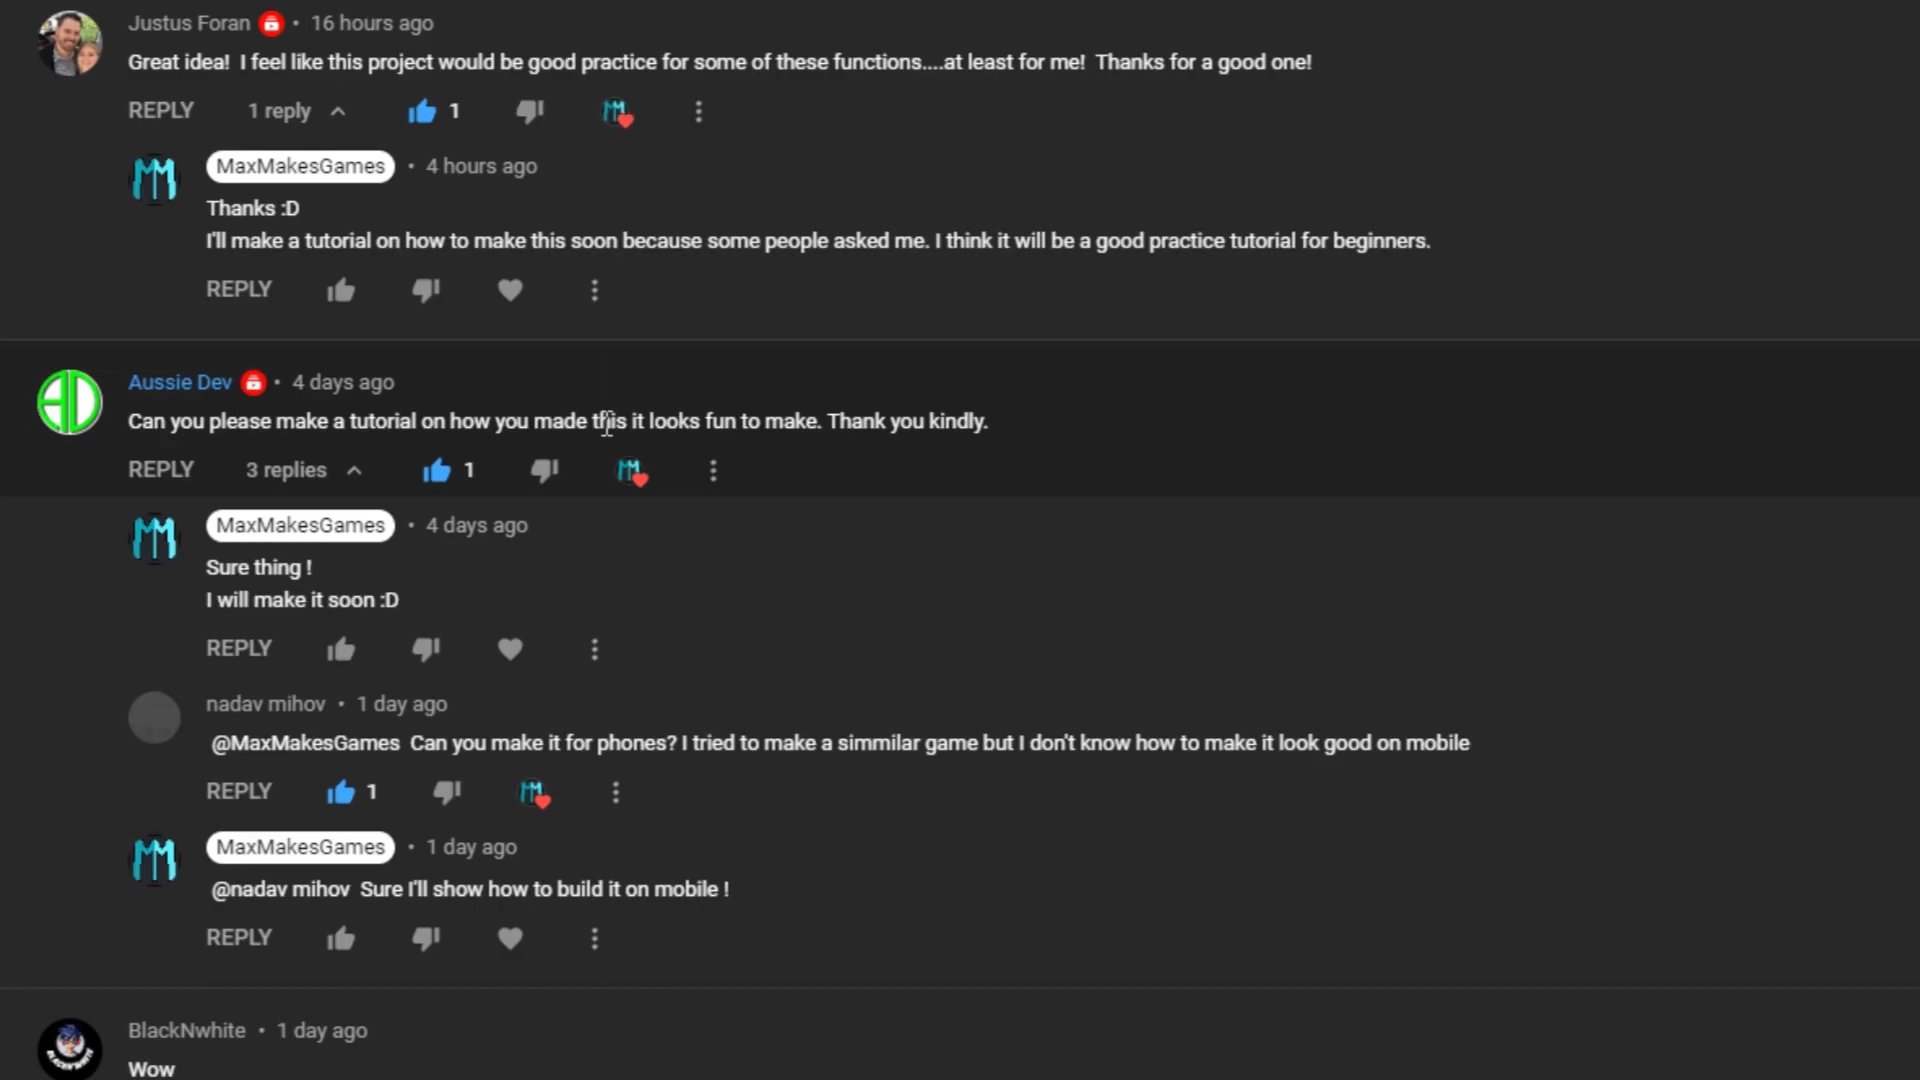 Justus Foran • 16 hours ago
Great idea! I feel like this project would be good practice for some of these functions....at least for me! Thanks for a good one!
REPLY 1 reply 1
MaxMakesGames • 4 hours ago
Thanks :D
I'll make a tutorial on how to make this soon because some people asked me. I think it will be a good practice tutorial for beginners.
REPLY
Aussie Dev • 4 days ago
Can you please make a tutorial on how you made this it looks fun to make. Thank you kindly.
REPLY 3 replies 1
MaxMakesGames • 4 days ago
Sure thing !
I will make it soon :D
REPLY
nadav mihov • 1 day ago
@MaxMakesGames Can you make it for phones? I tried to make a simmilar game but I don't know how to make it look good on mobile
REPLY 1
MaxMakesGames • 1 day ago
@nadav mihov Sure I'll show how to build it on mobile !
REPLY
BlackNwhite • 1 day ago
Wow